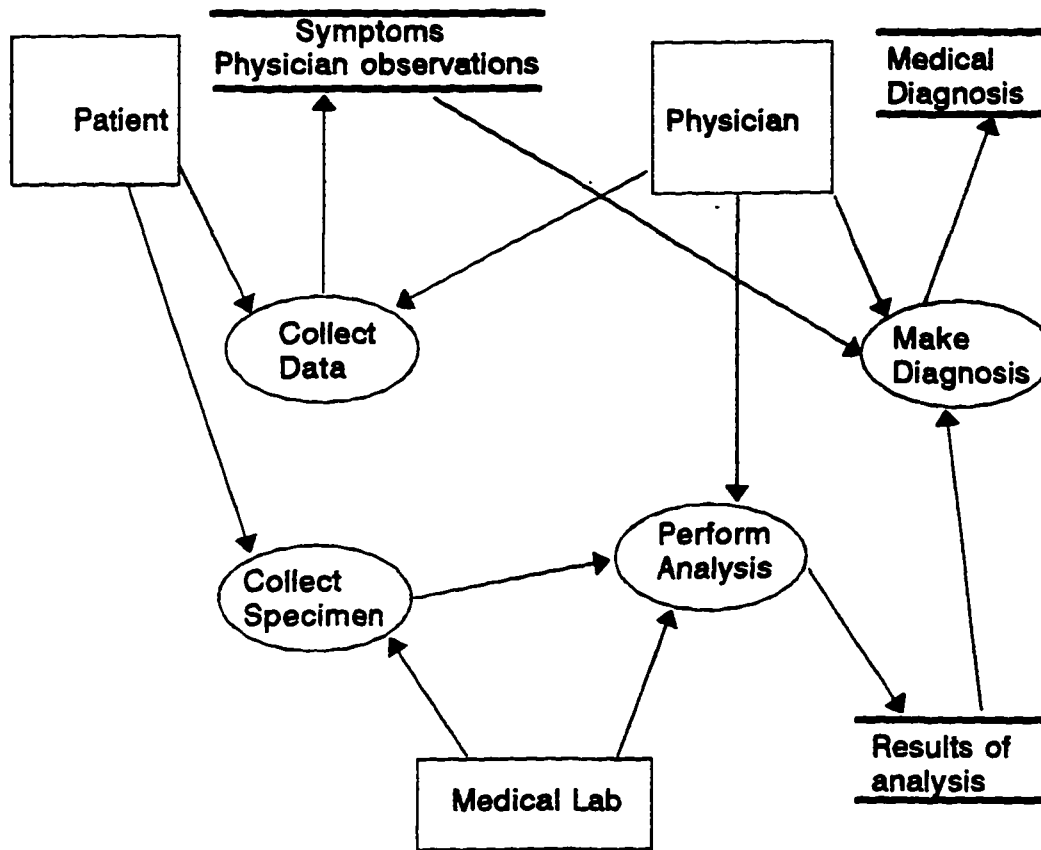 Symptoms
Physician observations
Patient
Physician
Medical
Diagnosis
Collect
Data
Make
Diagnosis
Perform
Analysis
Collect
Specimen
Results of
analysis
Medical Lab